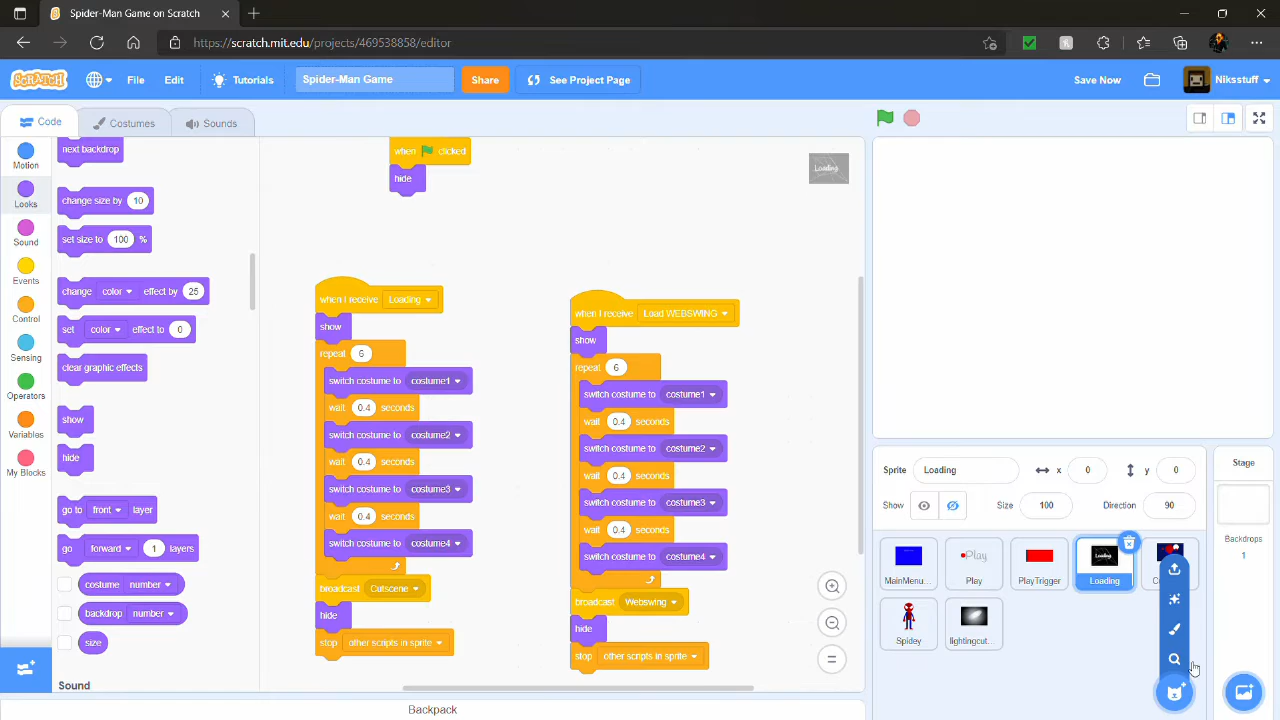 Spider-Man Game on Scratch
https://scratch.mit.edu/projects/469538858/editor
SCRATCH
File
Edit
Tutorials
Spider-Man Game
Share
See Project Page
Save Now
Niksstuff
Code
Costumes
Sounds
Motion
Looks
Sound
Events
Control
Sensing
Operators
Variables
My Blocks
next backdrop
change size by 10
set size to 100 %
change color effect by 25
set color effect to 0
clear graphic effects
show
hide
go to front layer
go forward 1 layers
costume number
backdrop number
size
Sound
when clicked
hide
Loading
when I receive Loading
show
repeat 6
switch costume to costume1
wait 0.4 seconds
switch costume to costume2
wait 0.4 seconds
switch costume to costume3
wait 0.4 seconds
switch costume to costume4
broadcast Cutscene
hide
stop other scripts in sprite
when I receive Load WEBSWING
show
repeat 6
switch costume to costume1
wait 0.4 seconds
switch costume to costume2
wait 0.4 seconds
switch costume to costume3
wait 0.4 seconds
switch costume to costume4
broadcast Webswing
hide
stop other scripts in sprite
Backpack
Sprite Loading x 0 y 0
Show Size 100 Direction 90
MainMenu...
Play
Play
PlayTrigger
Loading
Loading
Spidey
lightingcut...
Stage
Backdrops
1